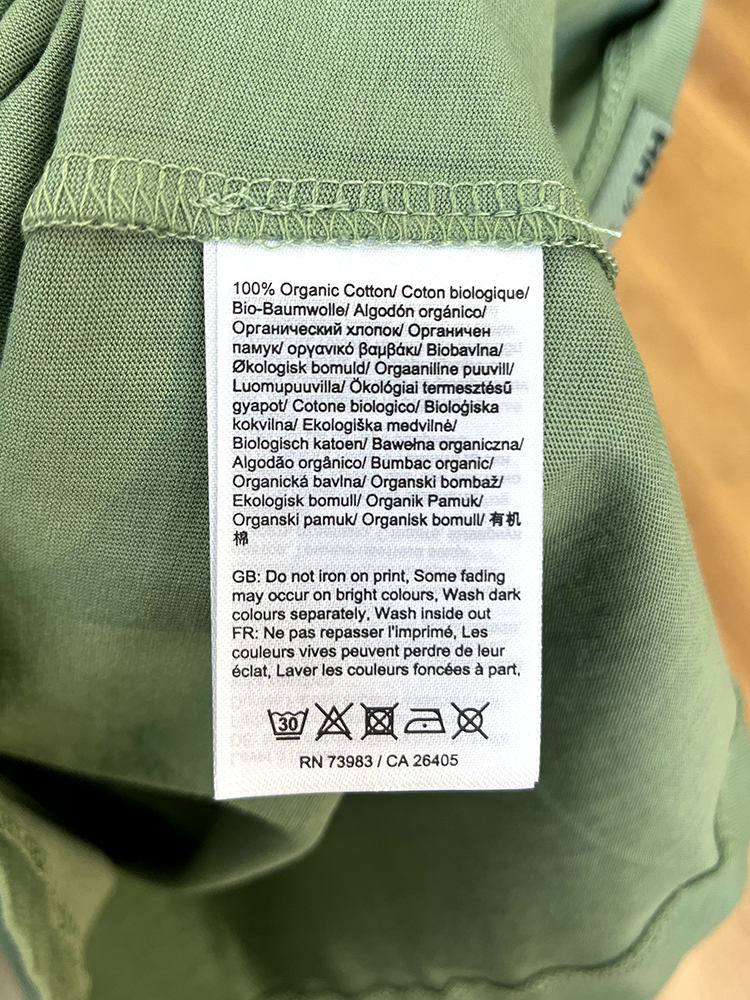 HH
100% Organic Cotton/ Coton biologique/
Bio-Baumwolle/ Algodón orgánico/
Органический хлопок/ Органичен
памук/ οργανικό βαμβάκι/ Biobavlna/
Økologisk bomuld/ Orgaaniline puuvill/
Luomupuuvilla/ Ökológiai termesztésű
gyapot/ Cotone biologico/ Bioloģiska
kokvilna/ Ekologiška medvilnė/
Biologisch katoen/ Bawełna organiczna/
Algodão orgânico/ Bumbac organic/
Organická bavlna/ Organski bombaž/
Ekologisk bomull/ Organik Pamuk/
Organski pamuk/ Organisk bomull/ 有机
棉
GB: Do not iron on print, Some fading
may occur on bright colours, Wash dark
colours separately, Wash inside out
FR: Ne pas repasser l'imprimé, Les
couleurs vives peuvent perdre de leur
éclat, Laver les couleurs foncées à part,
30
RN 73983 / CA 26405